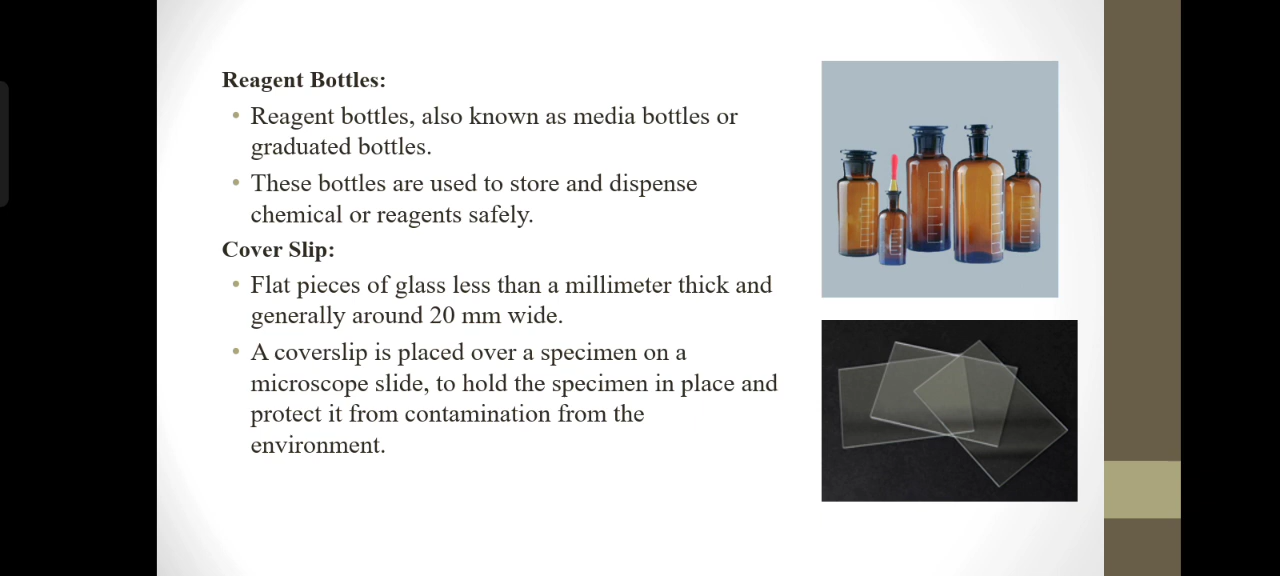 Reagent Bottles:
• Reagent bottles, also known as media bottles or
graduated bottles.
• These bottles are used to store and dispense
chemical or reagents safely.
Cover Slip:
• Flat pieces of glass less than a millimeter thick and
generally around 20 mm wide.
• A coverslip is placed over a specimen on a
microscope slide, to hold the specimen in place and
protect it from contamination from the
environment.